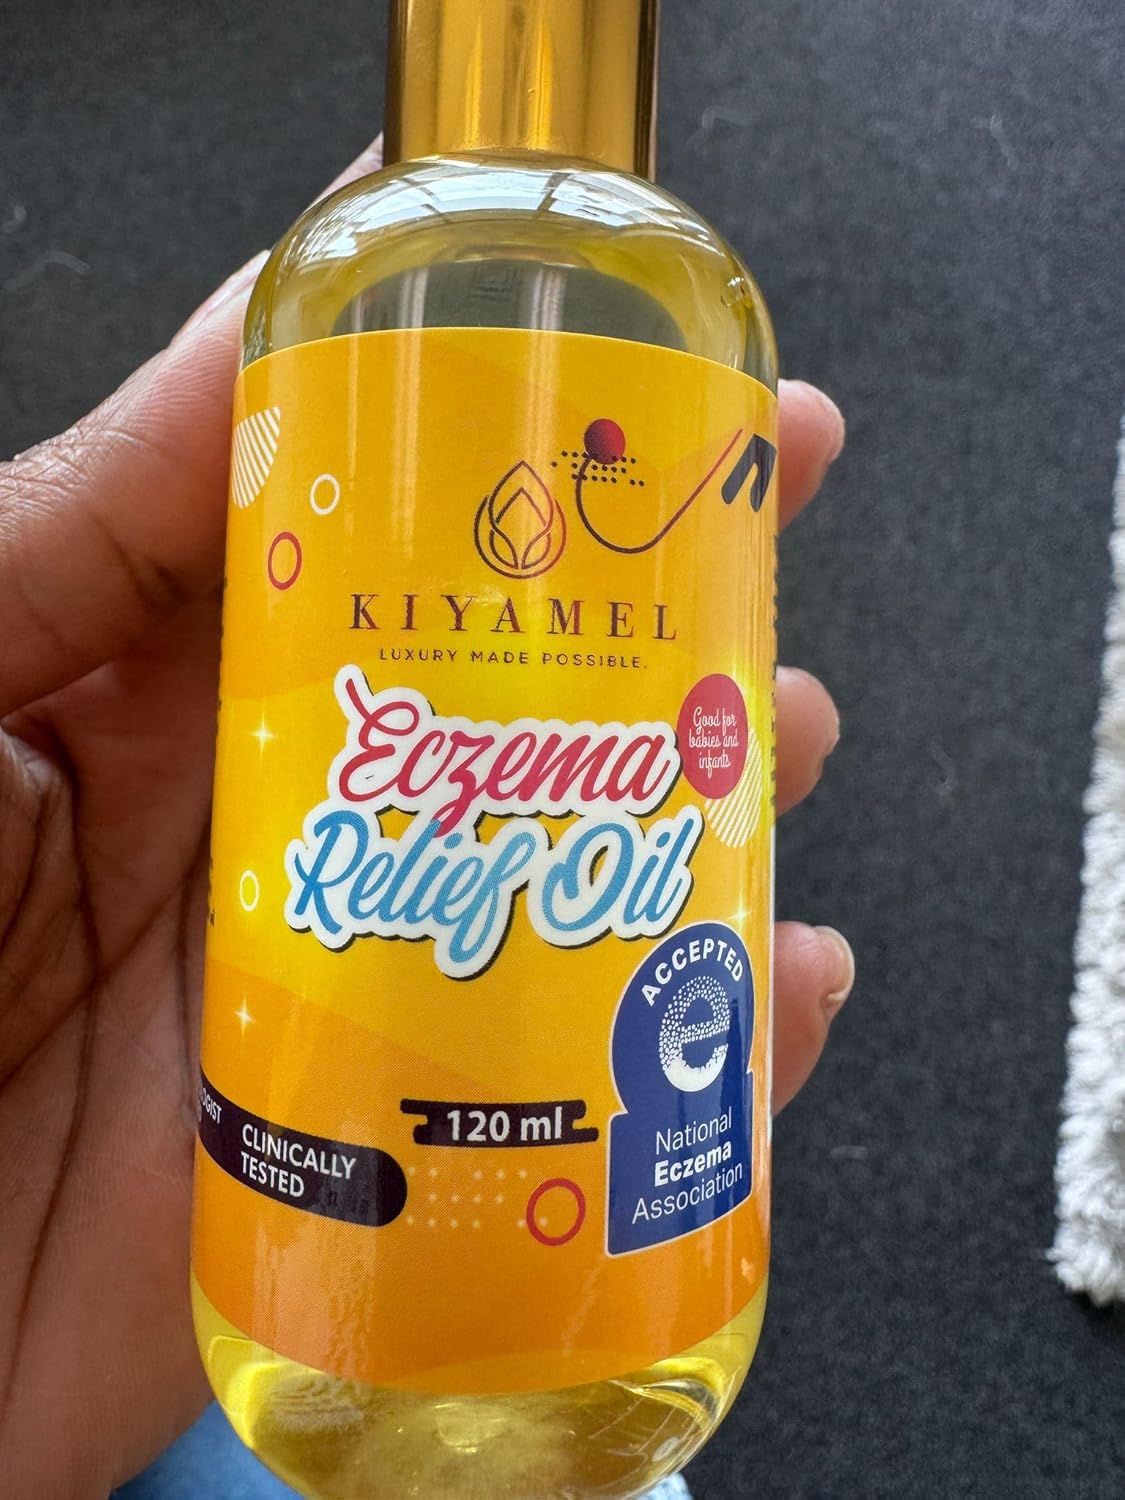 KIYAMEL
LUXURY MADE POSSIBLE.
Eczema
Relief Oil
Good for
babies and
infants
ACCEPTED
e
National
Eczema
Association
120 ml
CLINICALLY
TESTED